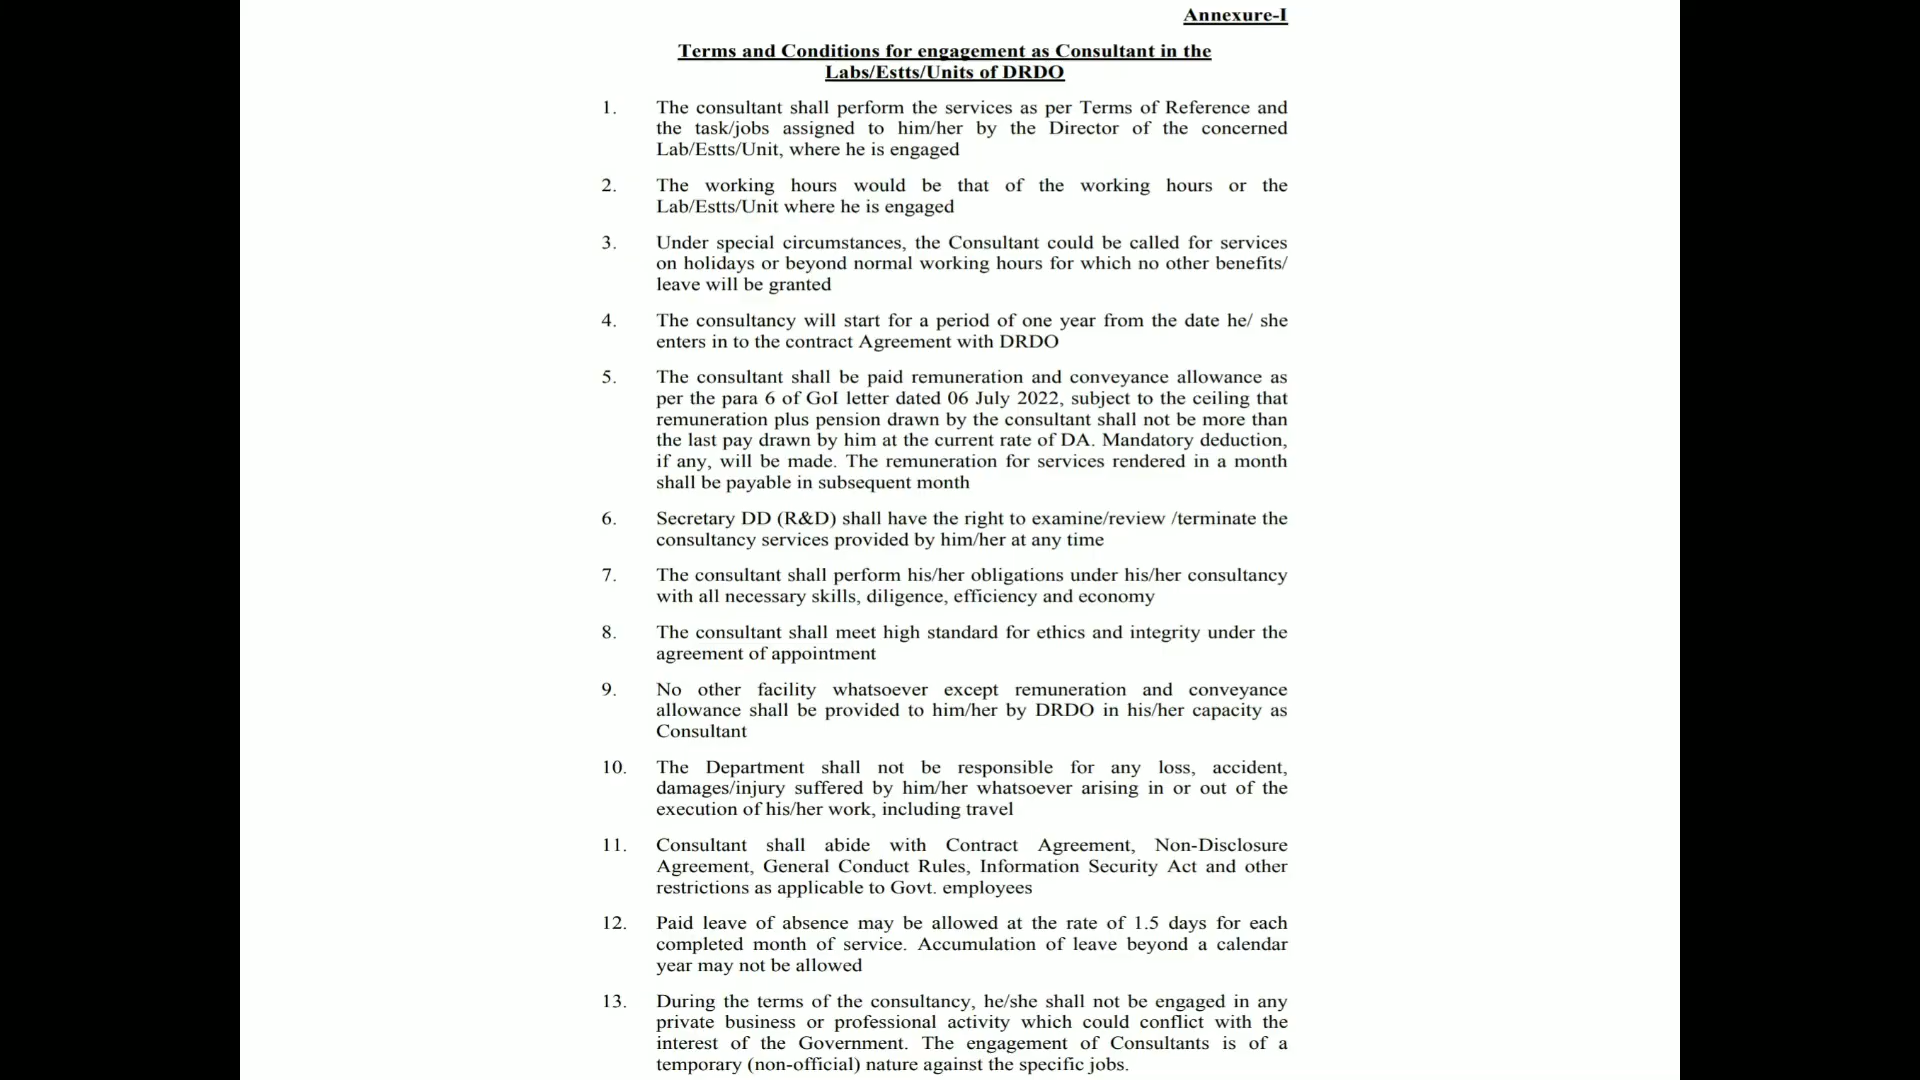 Annexure-I
Terms and Conditions for engagement as Consultant in the
Labs/Estts/Units of DRDO
1. The consultant shall perform the services as per Terms of Reference and
the task/jobs assigned to him/her by the Director of the concerned
Lab/Estts/Unit, where he is engaged
2. The working hours would be that of the working hours or the
Lab/Estts/Unit where he is engaged
3. Under special circumstances, the Consultant could be called for services
on holidays or beyond normal working hours for which no other benefits/
leave will be granted
4. The consultancy will start for a period of one year from the date he/ she
enters in to the contract Agreement with DRDO
5. The consultant shall be paid remuneration and conveyance allowance as
per the para 6 of GoI letter dated 06 July 2022, subject to the ceiling that
remuneration plus pension drawn by the consultant shall not be more than
the last pay drawn by him at the current rate of DA. Mandatory deduction,
if any, will be made. The remuneration for services rendered in a month
shall be payable in subsequent month
6. Secretary DD (R&D) shall have the right to examine/review /terminate the
consultancy services provided by him/her at any time
7. The consultant shall perform his/her obligations under his/her consultancy
with all necessary skills, diligence, efficiency and economy
8. The consultant shall meet high standard for ethics and integrity under the
agreement of appointment
9. No other facility whatsoever except remuneration and conveyance
allowance shall be provided to him/her by DRDO in his/her capacity as
Consultant
10. The Department shall not be responsible for any loss, accident,
damages/injury suffered by him/her whatsoever arising in or out of the
execution of his/her work, including travel
11. Consultant shall abide with Contract Agreement, Non-Disclosure
Agreement, General Conduct Rules, Information Security Act and other
restrictions as applicable to Govt. employees
12. Paid leave of absence may be allowed at the rate of 1.5 days for each
completed month of service. Accumulation of leave beyond a calendar
year may not be allowed
13. During the terms of the consultancy, he/she shall not be engaged in any
private business or professional activity which could conflict with the
interest of the Government. The engagement of Consultants is of a
temporary (non-official) nature against the specific jobs.